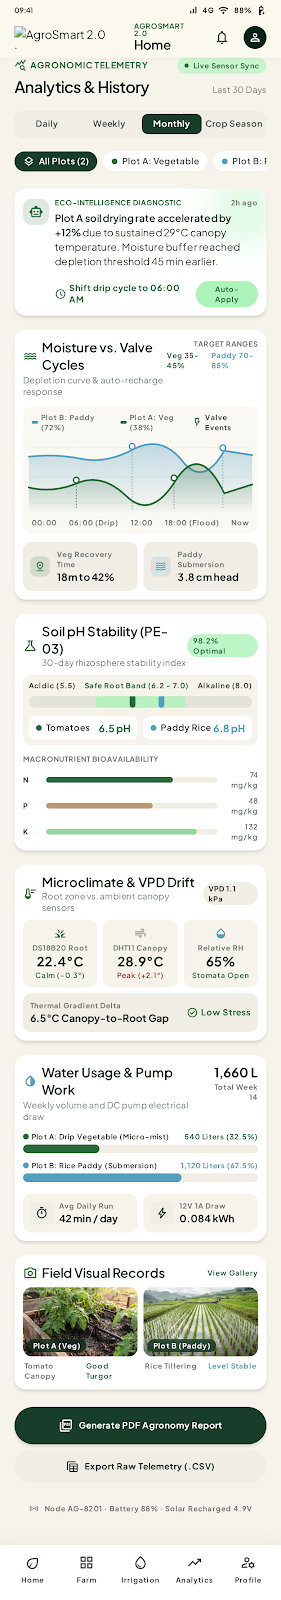 09:41
4G 88%
AgroSmart 2.0
.
AGROSMART
2.0
Home
AGRONOMIC TELEMETRY
Live Sensor Sync
Analytics & History
Last 30 Days
Daily Weekly Monthly Crop Season
All Plots (2) Plot A: Vegetable Plot B: F
ECO-INTELLIGENCE DIAGNOSTIC 2h ago
Plot A soil drying rate accelerated by
+12% due to sustained 29°C canopy
temperature. Moisture buffer reached
depletion threshold 45 min earlier.
Shift drip cycle to 06:00
AM
Auto-
Apply
Moisture vs. Valve
Cycles
TARGET RANGES
Veg 35-
45%
Paddy 70-
85%
Depletion curve & auto-recharge
response
Plot B: Paddy
(72%)
Plot A: Veg
(38%)
Valve
Events
00:00 06:00 (Drip) 12:00 18:00 (Flood) Now
Veg Recovery
Time
18m to 42%
Paddy
Submersion
3.8 cm head
Soil pH Stability (PE-
03)
98.2%
Optimal
30-day rhizosphere stability index
Acidic (5.5) Safe Root Band (6.2 - 7.0) Alkaline (8.0)
Tomatoes 6.5 pH
Paddy Rice 6.8 pH
MACRONUTRIENT BIOAVAILABILITY
N 74
mg/kg
P 48
mg/kg
K 132
mg/kg
Microclimate & VPD Drift
Root zone vs. ambient canopy
sensors
VPD 1.1
kPa
DS18B20 Root
22.4°C
Calm (-0.3°)
DHT11 Canopy
28.9°C
Peak (+2.1°)
Relative RH
65%
Stomata Open
Thermal Gradient Delta
6.5°C Canopy-to-Root Gap
Low Stress
Water Usage & Pump
Work
1,660 L
Total Week
14
Weekly volume and DC pump electrical
draw
Plot A: Drip Vegetable (Micro-mist) 540 Liters (32.5%)
Plot B: Rice Paddy (Submersion) 1,120 Liters (67.5%)
Avg Daily Run
42 min / day
12V 1A Draw
0.084 kWh
Field Visual Records
View Gallery
Plot A (Veg)
Plot B (Paddy)
Tomato
Canopy
Good
Turgor
Rice Tillering
Level Stable
Generate PDF Agronomy Report
Export Raw Telemetry (.CSV)
Node AG-8201 · Battery 88% · Solar Recharged 4.9V
Home Farm Irrigation Analytics Profile